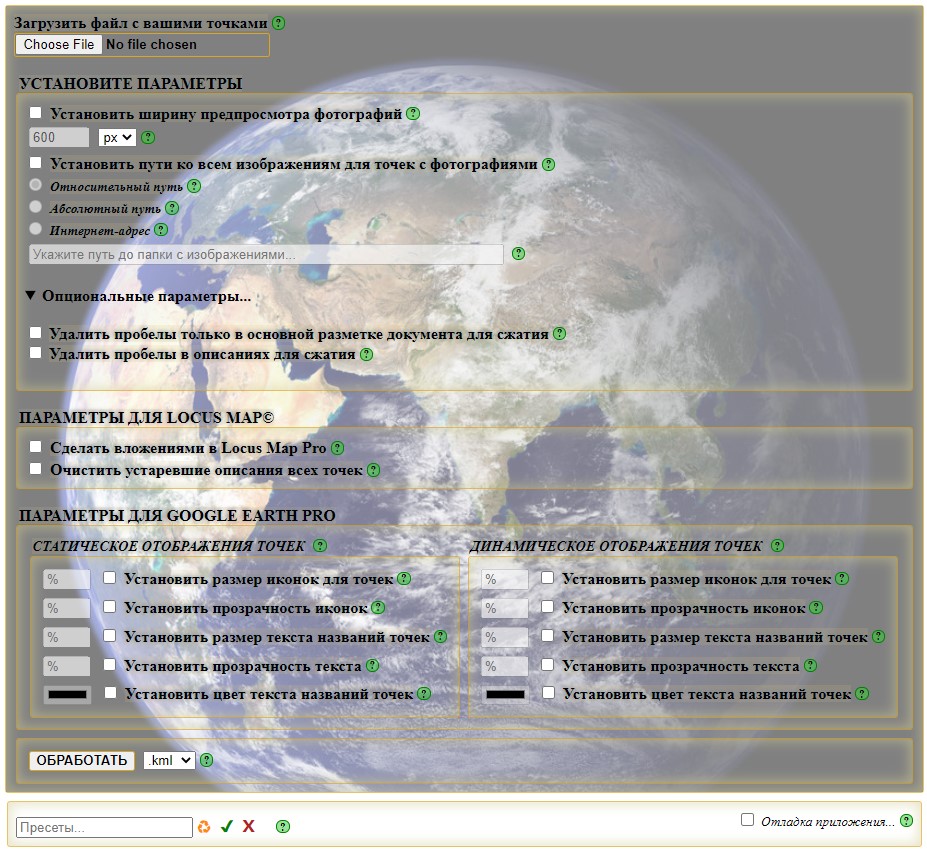 Загрузить файл с вашими точками ?
Choose File No file chosen
УСТАНОВИТЕ ПАРАМЕТРЫ
Установить ширину предпросмотра фотографий ?
600 px ?
Установить пути ко всем изображениям для точек с фотографиями ?
Относительный путь ?
Абсолютный путь ?
Интернет-адрес ?
Укажите путь до папки с изображениями... ?
▼ Опциональные параметры...
Удалить пробелы только в основной разметке документа для сжатия ?
Удалить пробелы в описаниях для сжатия ?
ПАРАМЕТРЫ ДЛЯ LOCUS MAP©
Сделать вложениями в Locus Map Pro ?
Очистить устаревшие описания всех точек ?
ПАРАМЕТРЫ ДЛЯ GOOGLE EARTH PRO
СТАТИЧЕСКОЕ ОТОБРАЖЕНИЯ ТОЧЕК ?
% Установить размер иконок для точек ?
% Установить прозрачность иконок ?
% Установить размер текста названий точек ?
% Установить прозрачность текста ?
Установить цвет текста названий точек ?
ДИНАМИЧЕСКОЕ ОТОБРАЖЕНИЯ ТОЧЕК ?
% Установить размер иконок для точек ?
% Установить прозрачность иконок ?
% Установить размер текста названий точек ?
% Установить прозрачность текста ?
Установить цвет текста названий точек ?
ОБРАБОТАТЬ .kml ?
Пресеты... ✔ X ?
Отладка приложения... ?